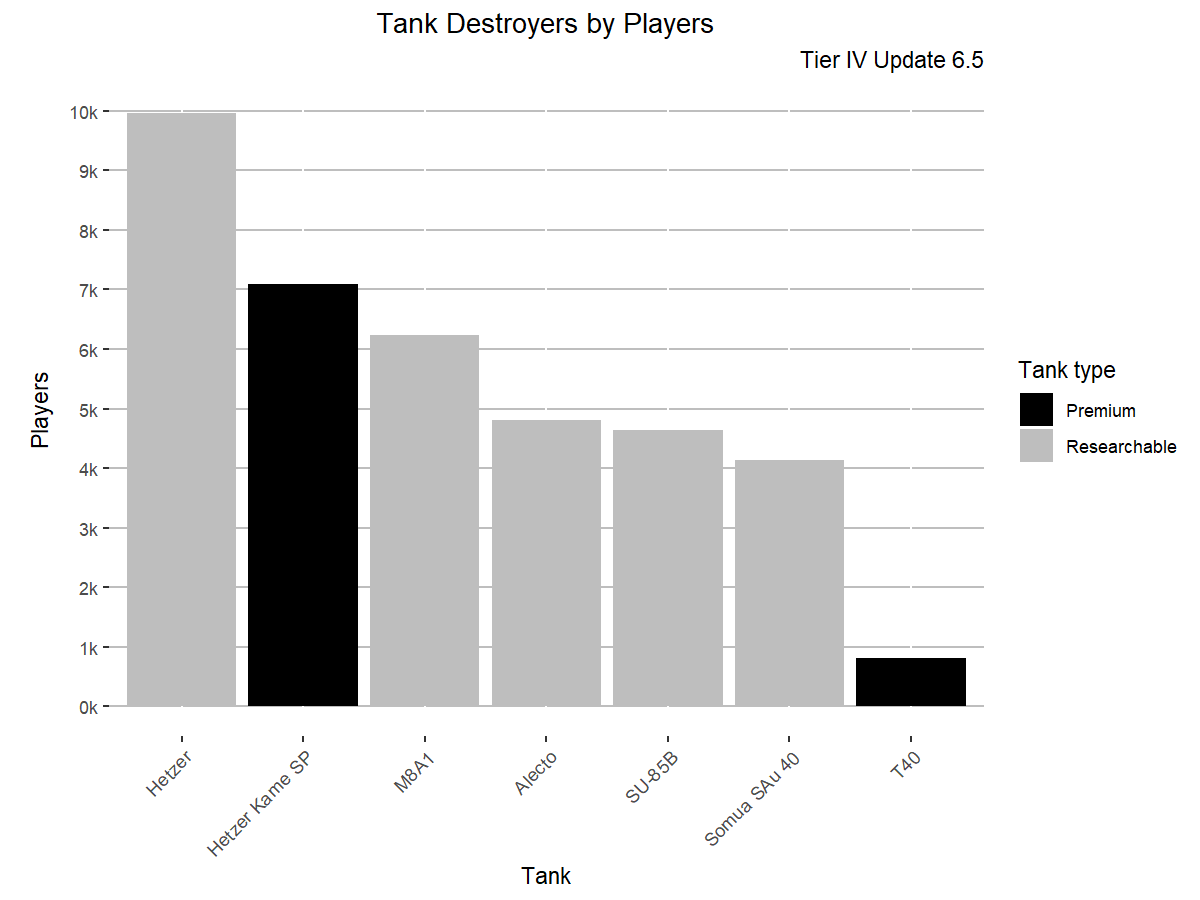 Tank Destroyers by Players
Tier IV Update 6.5
10k
9k
8k
7k
6k
5k
4k
3k
2k
1k
0k
Players
Hetzer
Hetzer Kame SP
M8A1
Alecto
SU-85B
Somua SAu 40
T40
Tank
Tank type
Premium
Researchable